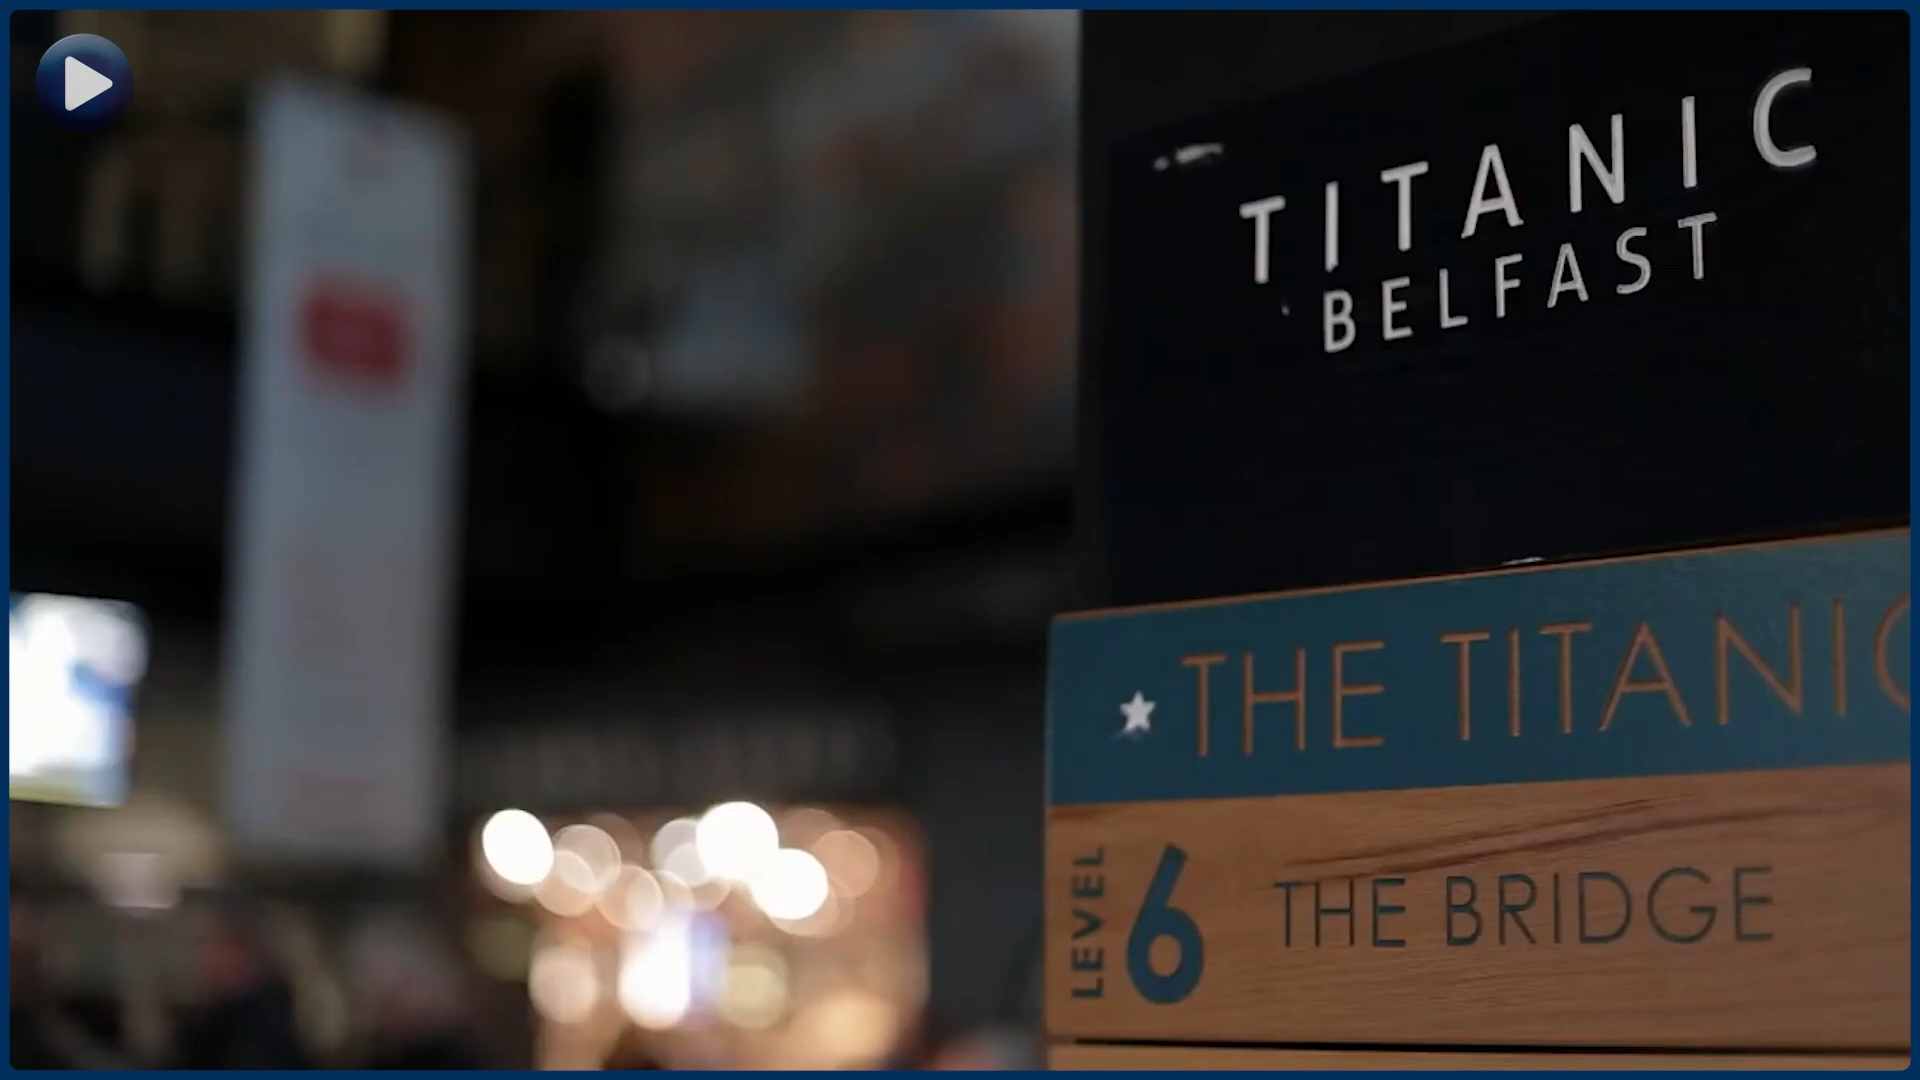 TITANIC
BELFAST
THE TITANIC
LEVEL 6 THE BRIDGE